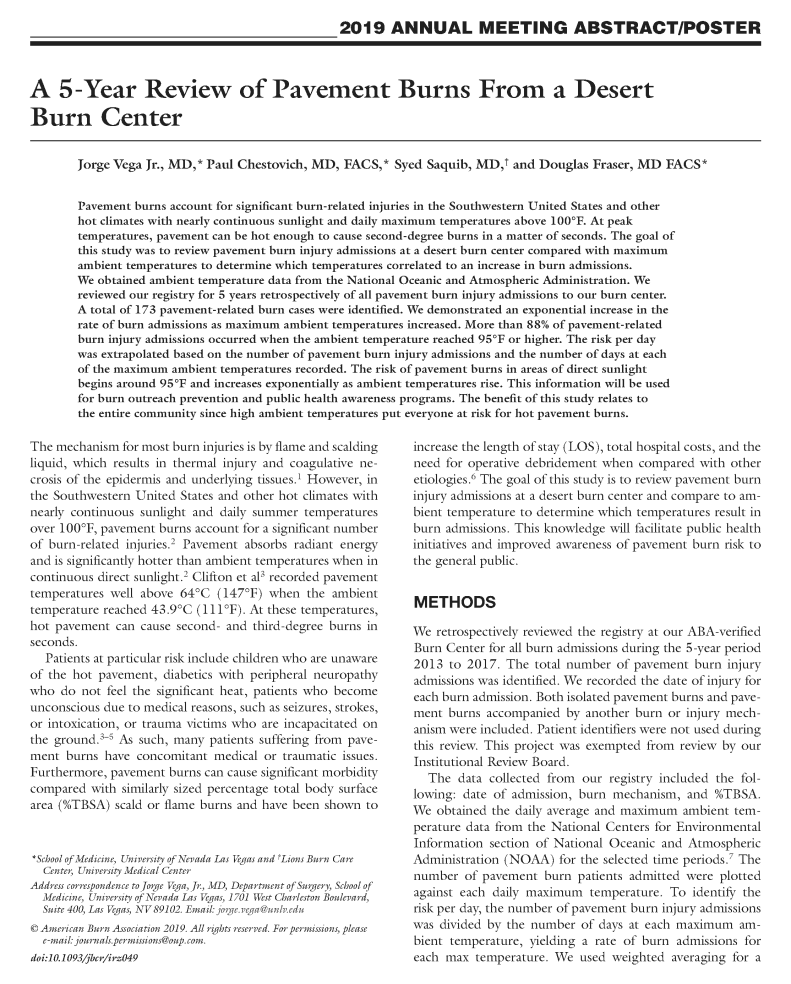 2019 ANNUAL MEETING ABSTRACT/POSTER
A 5-Year Review of Pavement Burns From a Desert
Burn Center
Jorge Vega Jr., MD,* Paul Chestovich, MD, FACS,* Syed Saquib, MD,† and Douglas Fraser, MD FACS*
Pavement burns account for significant burn-related injuries in the Southwestern United States and other
hot climates with nearly continuous sunlight and daily maximum temperatures above 100°F. At peak
temperatures, pavement can be hot enough to cause second-degree burns in a matter of seconds. The goal of
this study was to review pavement burn injury admissions at a desert burn center compared with maximum
ambient temperatures to determine which temperatures correlated to an increase in burn admissions.
We obtained ambient temperature data from the National Oceanic and Atmospheric Administration. We
reviewed our registry for 5 years retrospectively of all pavement burn injury admissions to our burn center.
A total of 173 pavement-related burn cases were identified. We demonstrated an exponential increase in the
rate of burn admissions as maximum ambient temperatures increased. More than 88% of pavement-related
burn injury admissions occurred when the ambient temperature reached 95°F or higher. The risk per day
was extrapolated based on the number of pavement burn injury admissions and the number of days at each
of the maximum ambient temperatures recorded. The risk of pavement burns in areas of direct sunlight
begins around 95°F and increases exponentially as ambient temperatures rise. This information will be used
for burn outreach prevention and public health awareness programs. The benefit of this study relates to
the entire community since high ambient temperatures put everyone at risk for hot pavement burns.
The mechanism for most burn injuries is by flame and scalding
liquid, which results in thermal injury and coagulative ne-
crosis of the epidermis and underlying tissues.1 However, in
the Southwestern United States and other hot climates with
nearly continuous sunlight and daily summer temperatures
over 100°F, pavement burns account for a significant number
of burn-related injuries.2 Pavement absorbs radiant energy
and is significantly hotter than ambient temperatures when in
continuous direct sunlight.2 Clifton et al3 recorded pavement
temperatures well above 64°C (147°F) when the ambient
temperature reached 43.9°C (111°F). At these temperatures,
hot pavement can cause second- and third-degree burns in
seconds.
Patients at particular risk include children who are unaware
of the hot pavement, diabetics with peripheral neuropathy
who do not feel the significant heat, patients who become
unconscious due to medical reasons, such as seizures, strokes,
or intoxication, or trauma victims who are incapacitated on
the ground.3–5 As such, many patients suffering from pave-
ment burns have concomitant medical or traumatic issues.
Furthermore, pavement burns can cause significant morbidity
compared with similarly sized percentage total body surface
area (%TBSA) scald or flame burns and have been shown to
*School of Medicine, University of Nevada Las Vegas and †Lions Burn Care
Center, University Medical Center
Address correspondence to Jorge Vega, Jr., MD, Department of Surgery, School of
Medicine, University of Nevada Las Vegas, 1701 West Charleston Boulevard,
Suite 400, Las Vegas, NV 89102. Email: jorge.vega@unlv.edu
© American Burn Association 2019. All rights reserved. For permissions, please
e-mail: journals.permissions@oup.com.
doi:10.1093/jbcr/irz049
increase the length of stay (LOS), total hospital costs, and the
need for operative debridement when compared with other
etiologies.6 The goal of this study is to review pavement burn
injury admissions at a desert burn center and compare to am-
bient temperature to determine which temperatures result in
burn admissions. This knowledge will facilitate public health
initiatives and improved awareness of pavement burn risk to
the general public.
METHODS
We retrospectively reviewed the registry at our ABA-verified
Burn Center for all burn admissions during the 5-year period
2013 to 2017. The total number of pavement burn injury
admissions was identified. We recorded the date of injury for
each burn admission. Both isolated pavement burns and pave-
ment burns accompanied by another burn or injury mech-
anism were included. Patient identifiers were not used during
this review. This project was exempted from review by our
Institutional Review Board.
The data collected from our registry included the fol-
lowing: date of admission, burn mechanism, and %TBSA.
We obtained the daily average and maximum ambient tem-
perature data from the National Centers for Environmental
Information section of National Oceanic and Atmospheric
Administration (NOAA) for the selected time periods.7 The
number of pavement burn patients admitted were plotted
against each daily maximum temperature. To identify the
risk per day, the number of pavement burn injury admissions
was divided by the number of days at each maximum am-
bient temperature, yielding a rate of burn admissions for
each max temperature. We used weighted averaging for a